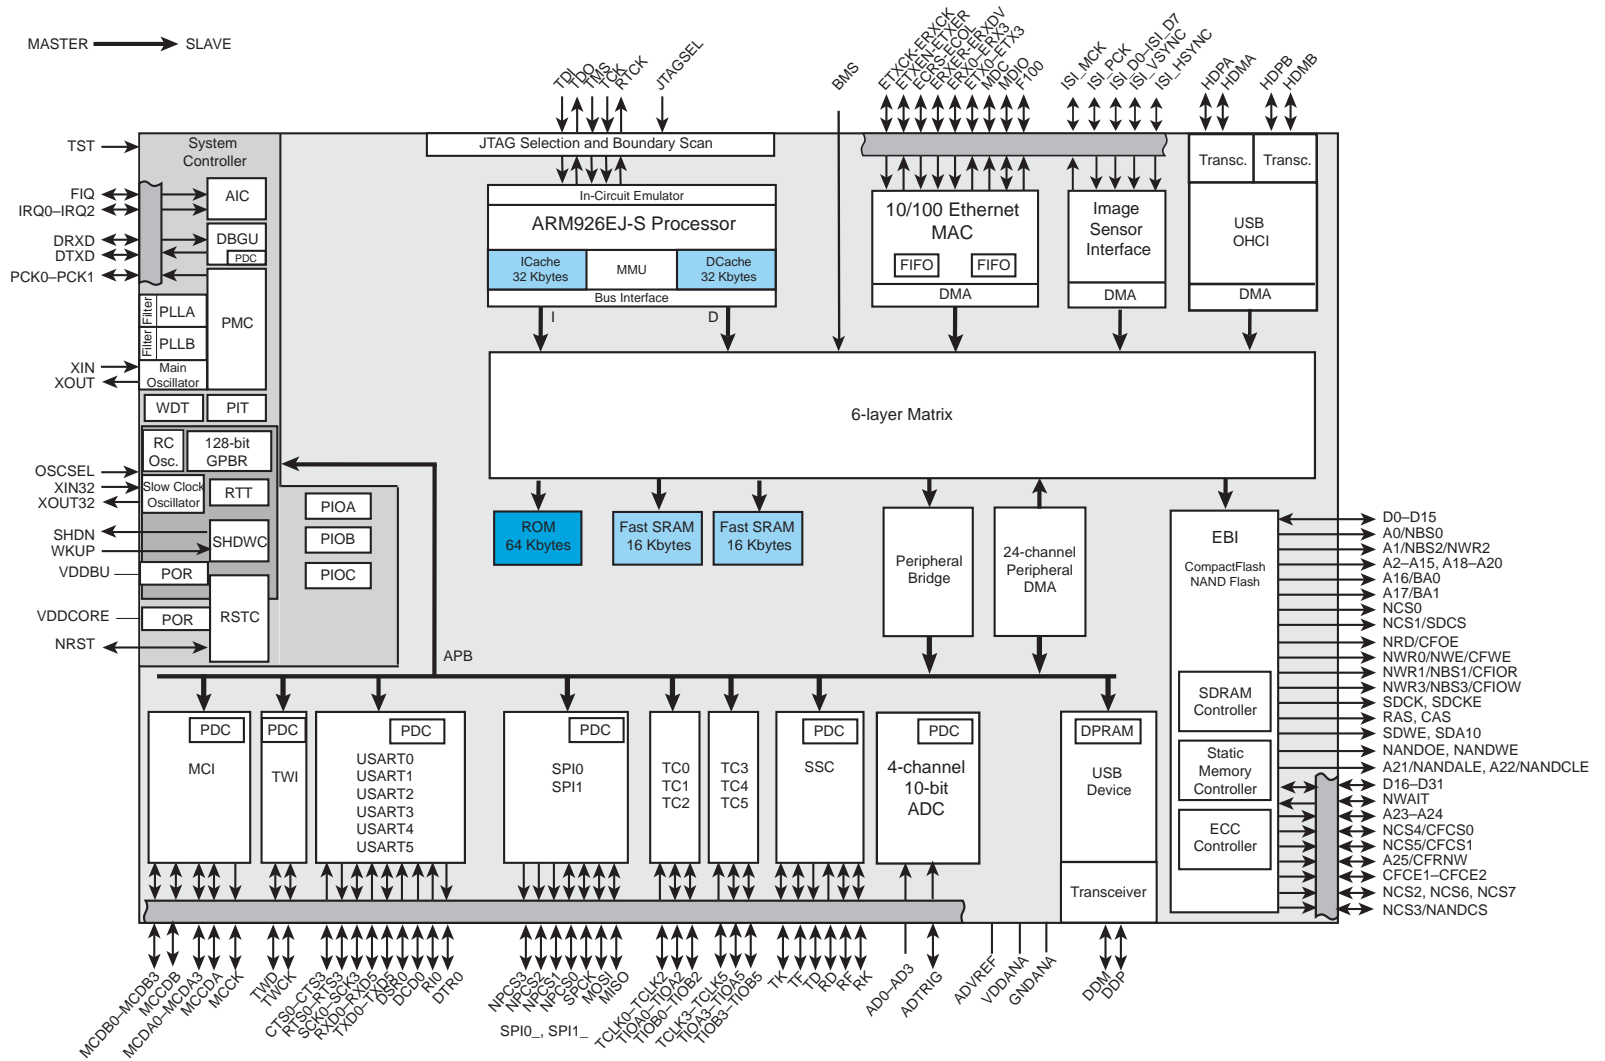 MASTER
SLAVE
TDI
TDO
TMS
TCK
RTCK
JTAGSEL
BMS
ETXCK-ERXCK
ETXEN-ETXER
ECRS-ECOL
ERXER-ERXDV
ERX0–ERX3
ETX0–ETX3
MDC
MDIO
F100
ISI_MCK
ISI_PCK
ISI_D0–ISI_D7
ISI_VSYNC
ISI_HSYNC
HDPA
HDMA
HDPB
HDMB
TST
System
Controller
JTAG Selection and Boundary Scan
Transc.
Transc.
FIQ
IRQ0–IRQ2
AIC
In-Circuit Emulator
ARM926EJ-S Processor
10/100 Ethernet
MAC
Image
Sensor
Interface
USB
OHCI
DRXD
DTXD
DBGU
PDC
PCK0–PCK1
ICache
32 Kbytes
MMU
DCache
32 Kbytes
FIFO
FIFO
Bus Interface
DMA
DMA
DMA
Filter
PLLA
Filter
PLLB
PMC
I
D
XIN
XOUT
Main
Oscillator
WDT
PIT
6-layer Matrix
RC
Osc.
128-bit
GPBR
OSCSEL
XIN32
XOUT32
Slow Clock
Oscillator
RTT
PIOA
PIOB
PIOC
SHDN
WKUP
SHDWC
VDDBU
POR
VDDCORE
POR
RSTC
NRST
ROM
64 Kbytes
Fast SRAM
16 Kbytes
Fast SRAM
16 Kbytes
Peripheral
Bridge
24-channel
Peripheral
DMA
EBI
CompactFlash
NAND Flash
SDRAM
Controller
Static
Memory
Controller
ECC
Controller
D0–D15
A0/NBS0
A1/NBS2/NWR2
A2–A15, A18–A20
A16/BA0
A17/BA1
NCS0
NCS1/SDCS
NRD/CFOE
NWR0/NWE/CFWE
NWR1/NBS1/CFIOR
NWR3/NBS3/CFIOW
SDCK, SDCKE
RAS, CAS
SDWE, SDA10
NANDOE, NANDWE
A21/NANDALE, A22/NANDCLE
D16–D31
NWAIT
A23–A24
NCS4/CFCS0
NCS5/CFCS1
A25/CFRNW
CFCE1–CFCE2
NCS2, NCS6, NCS7
NCS3/NANDCS
APB
PDC
MCI
PDC
TWI
PDC
USART0
USART1
USART2
USART3
USART4
USART5
PDC
SPI0
SPI1
TC0
TC1
TC2
TC3
TC4
TC5
PDC
SSC
PDC
4-channel
10-bit
ADC
DPRAM
USB
Device
Transceiver
MCDB0–MCDB3
MCCDB
MCDA0–MCDA3
MCCDA
MCCK
TWD
TWCK
CTS0–CTS3
RTS0–RTS3
SCK0–SCK3
RXD0–RXD5
TXD0–TXD5
DSR0
DCD0
RI0
DTR0
NPCS3
NPCS2
NPCS1
NPCS0
SPCK
MOSI
MISO
SPI0_, SPI1_
TCLK0–TCLK2
TIOA0–TIOA2
TIOB0–TIOB2
TCLK3–TCLK5
TIOA3–TIOA5
TIOB3–TIOB5
TK
TF
TD
RD
RF
RK
AD0–AD3
ADTRIG
ADVREF
VDDANA
GNDANA
DDM
DDP